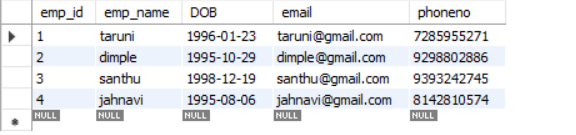 emp_id emp_name DOB email phoneno
1 taruni 1996-01-23 taruni@gmail.com 7285955271
2 dimple 1995-10-29 dimple@gmail.com 9298802886
3 santhu 1998-12-19 santhu@gmail.com 9393242745
4 jahnavi 1995-08-06 jahnavi@gmail.com 8142810574
NULL NULL NULL NULL NULL